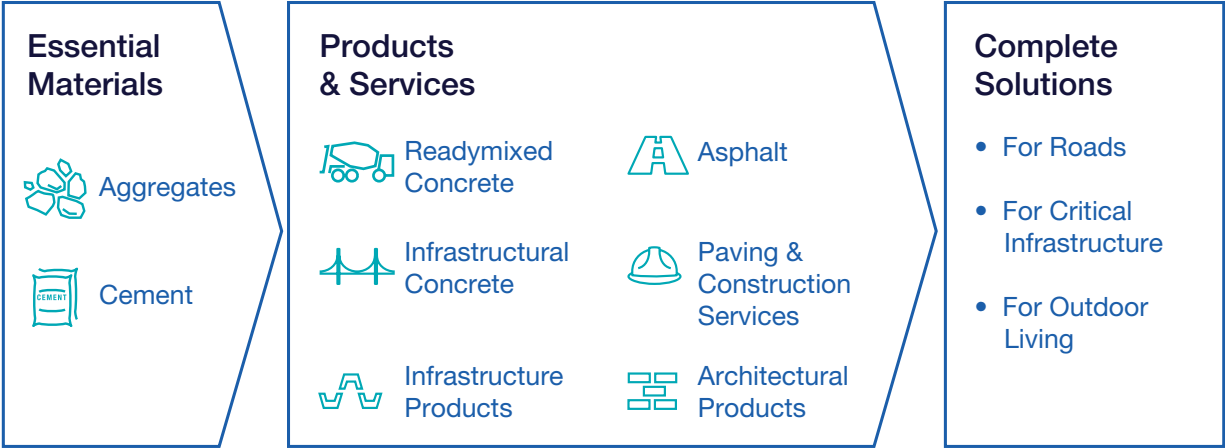 Essential
Materials
Aggregates
CEMENT
Cement
Products
& Services
Readymixed
Concrete
Infrastructural
Concrete
Infrastructure
Products
Asphalt
Paving &
Construction
Services
Architectural
Products
Complete
Solutions
• For Roads
• For Critical
Infrastructure
• For Outdoor
Living